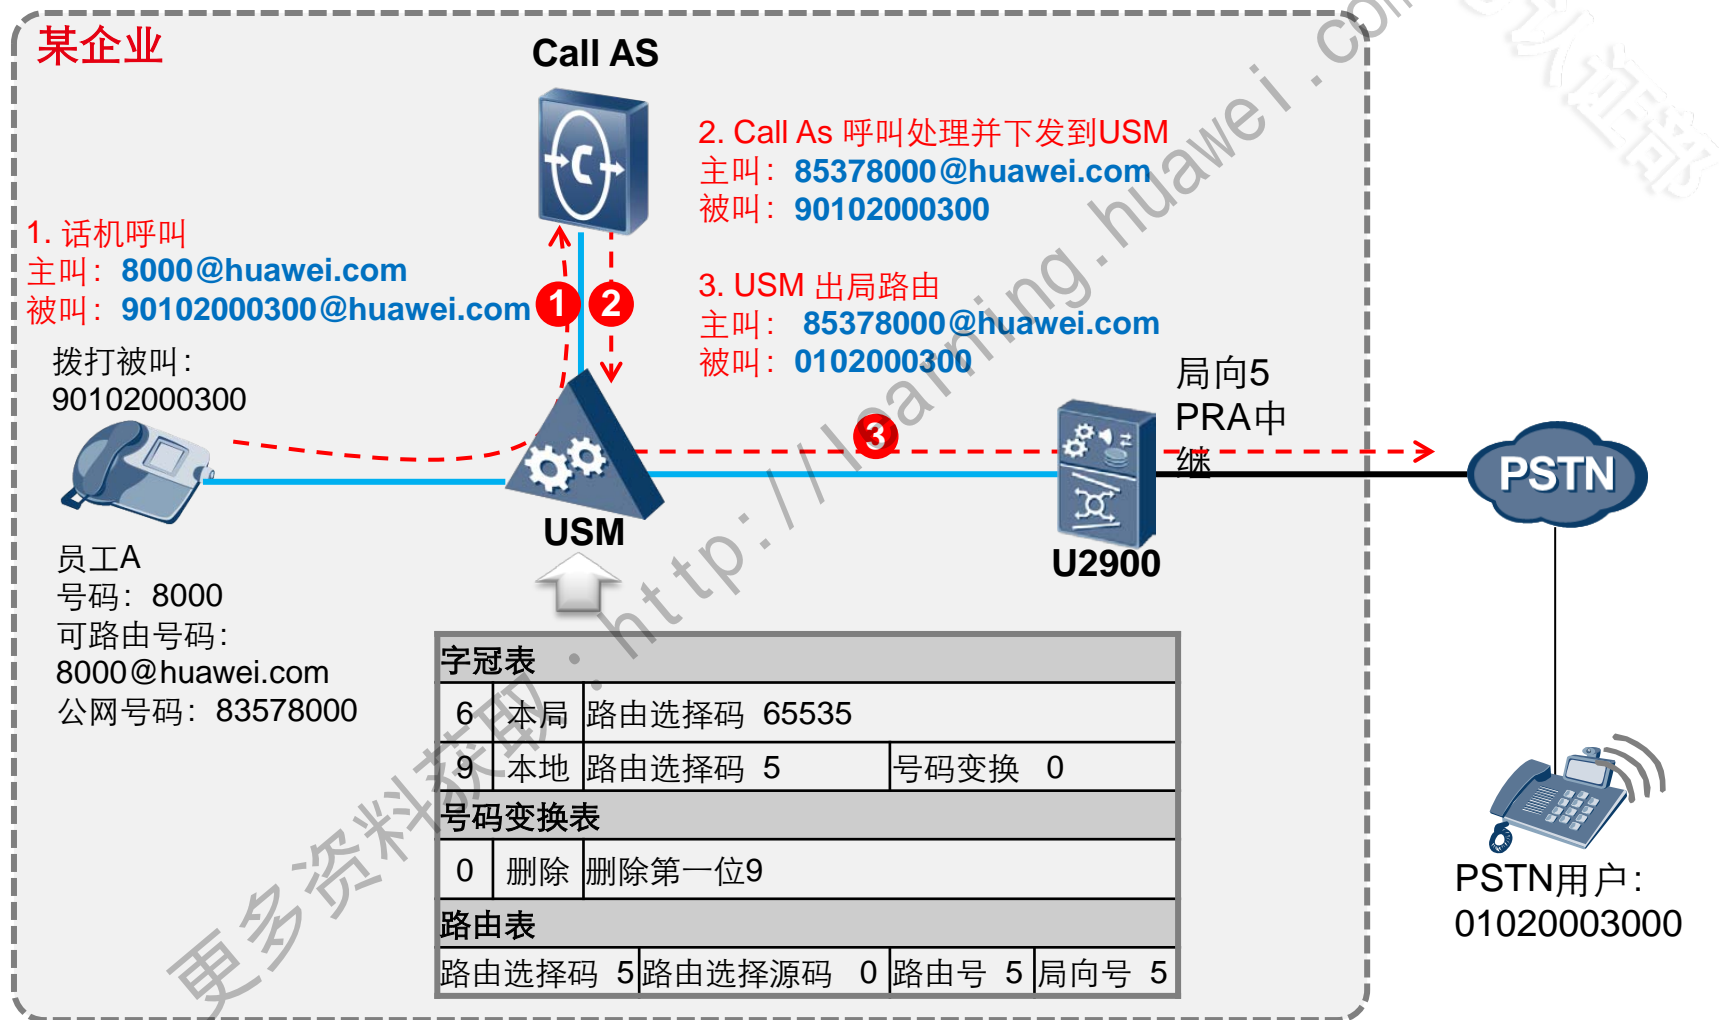 某企业
Call AS
2. Call As 呼叫处理并下发到USM
主叫：85378000@huawei.com
被叫：90102000300
1. 话机呼叫
主叫：8000@huawei.com
被叫：90102000300@huawei.com
1
2
3. USM 出局路由
主叫： 85378000@huawei.com
被叫：0102000300
拨打被叫：
90102000300
3
局向5
PRA中
继
PSTN
USM
U2900
员工A
号码：8000
可路由号码：
8000@huawei.com
公网号码：83578000
字冠表
6 本局 路由选择码 65535
9 本地 路由选择码 5 号码变换 0
号码变换表
0 删除 删除第一位9
路由表
路由选择码 5 路由选择源码 0 路由号 5 局向号 5
PSTN用户：
01020003000
更多资料获取：http://learning.huawei.com
认证部